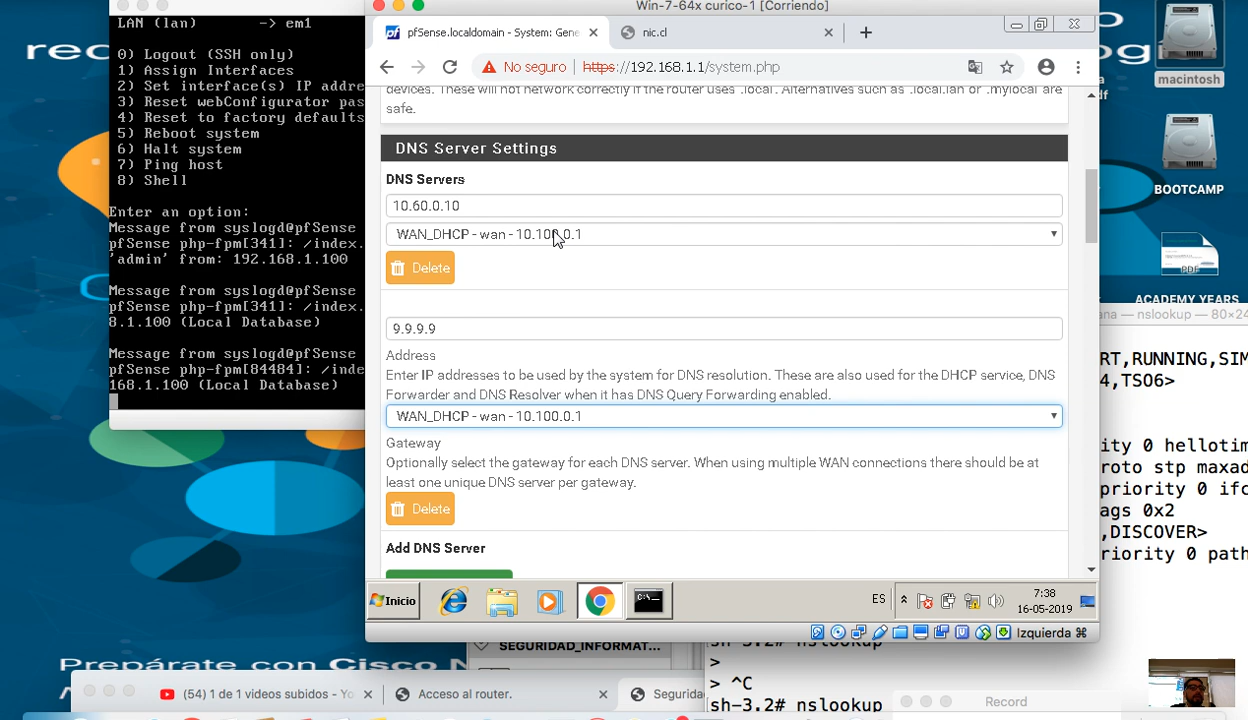 LAN (lan)       -> em1
0) Logout (SSH only)
1) Assign Interfaces
2) Set interface(s) IP addre
3) Reset webConfigurator pas
4) Reset to factory defaults
5) Reboot system
6) Halt system
7) Ping host
8) Shell
Enter an option:
Message from syslogd@pfSense
pfSense php-fpm[341]: /index.
'admin' from: 192.168.1.100
Message from syslogd@pfSense
pfSense php-fpm[341]: /index.
8.1.100 (Local Database)
Message from syslogd@pfSense
pfSense php-fpm[84484]: /inde
168.1.100 (Local Database)
Win-7-64x curico-1 [Corriendo]
pfSense.localdomain - System: Gene
nic.cl
No seguro | https://192.168.1.1/system.php
devices. These will not network correctly if the router uses .local. Alternatives such as .local.lan or .mylocal are
safe.
DNS Server Settings
DNS Servers
10.60.0.10
WAN_DHCP - wan - 10.100.0.1
Delete
9.9.9.9
Address
Enter IP addresses to be used by the system for DNS resolution. These are also used for the DHCP service, DNS
Forwarder and DNS Resolver when it has DNS Query Forwarding enabled.
WAN_DHCP - wan - 10.100.0.1
Gateway
Optionally select the gateway for each DNS server. When using multiple WAN connections there should be at
least one unique DNS server per gateway.
Delete
Add DNS Server
Inicio
C:\.
ES
7:38
16-05-2019
Izquierda ⌘
macintosh
BOOTCAMP
PDF
ACADEMY YEARS
ana — nslookup — 80×24
RT,RUNNING,SIM
4,TSO6>
ity 0 hellotim
roto stp maxad
priority 0 ifc
ags 0x2
,DISCOVER>
riority 0 path
SEGURIDAD_INFORMAT...
sh-3.2# nslookup
>
> ^C
sh-3.2# nslookup
Prepárate con Cisco N
(54) 1 de 1 videos subidos - Yo
Acceso al router.
Segurida
Record